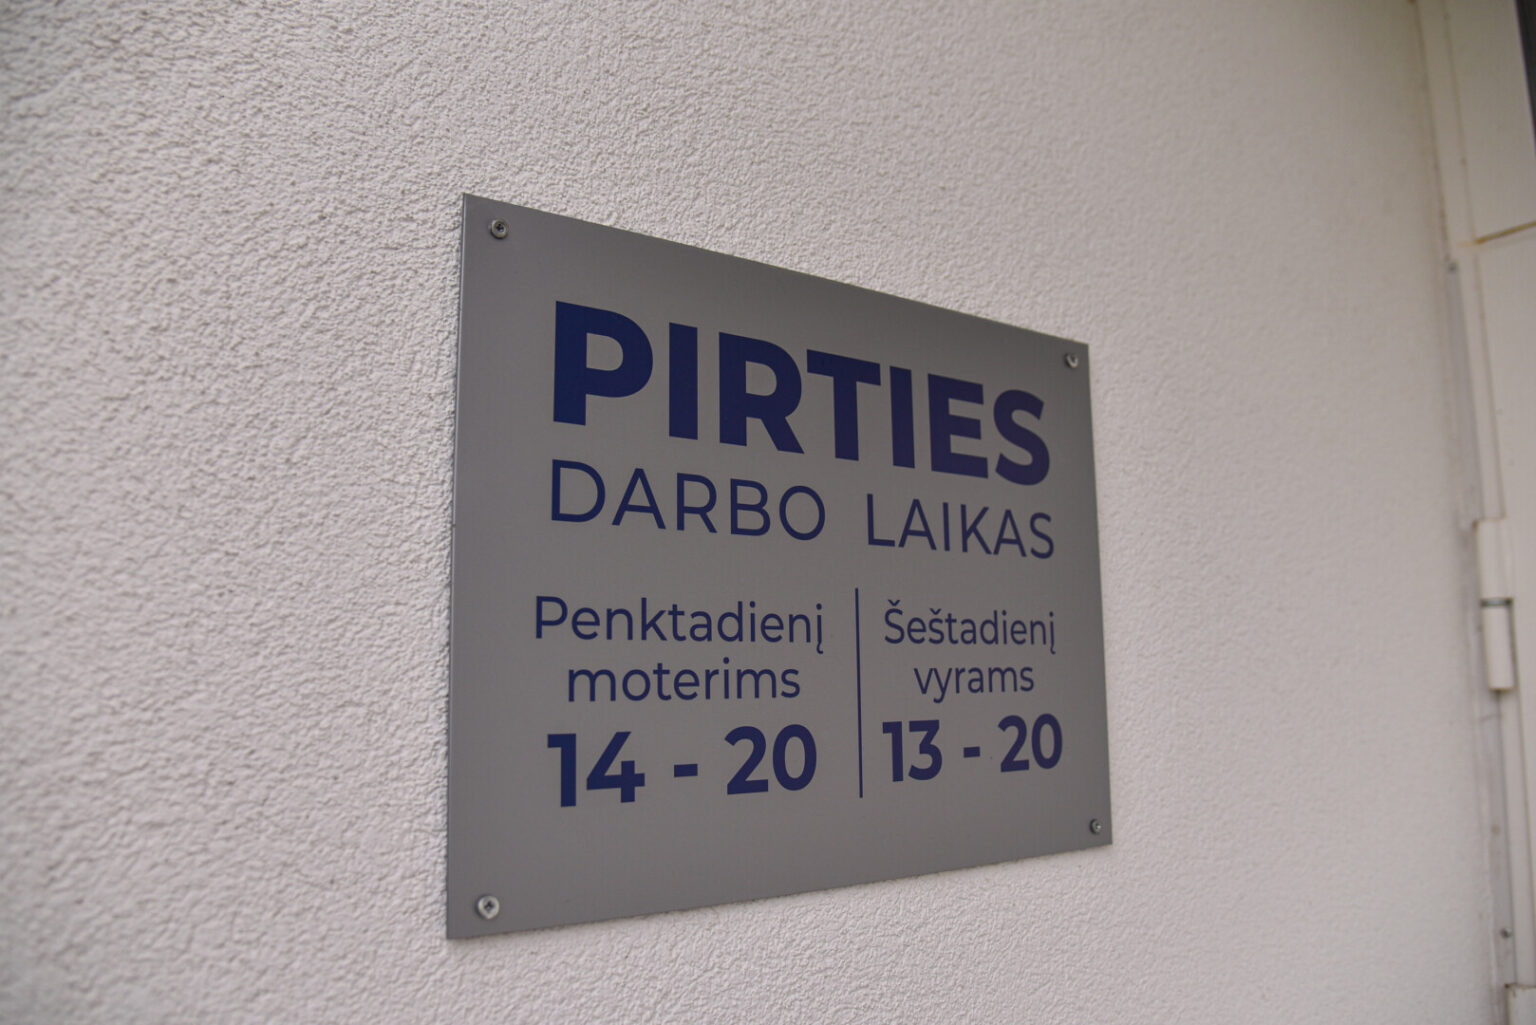 PIRTIES
DARBO LAIKAS
Penktadienį
moterims
14 - 20
Šeštadienį
vyrams
13 - 20